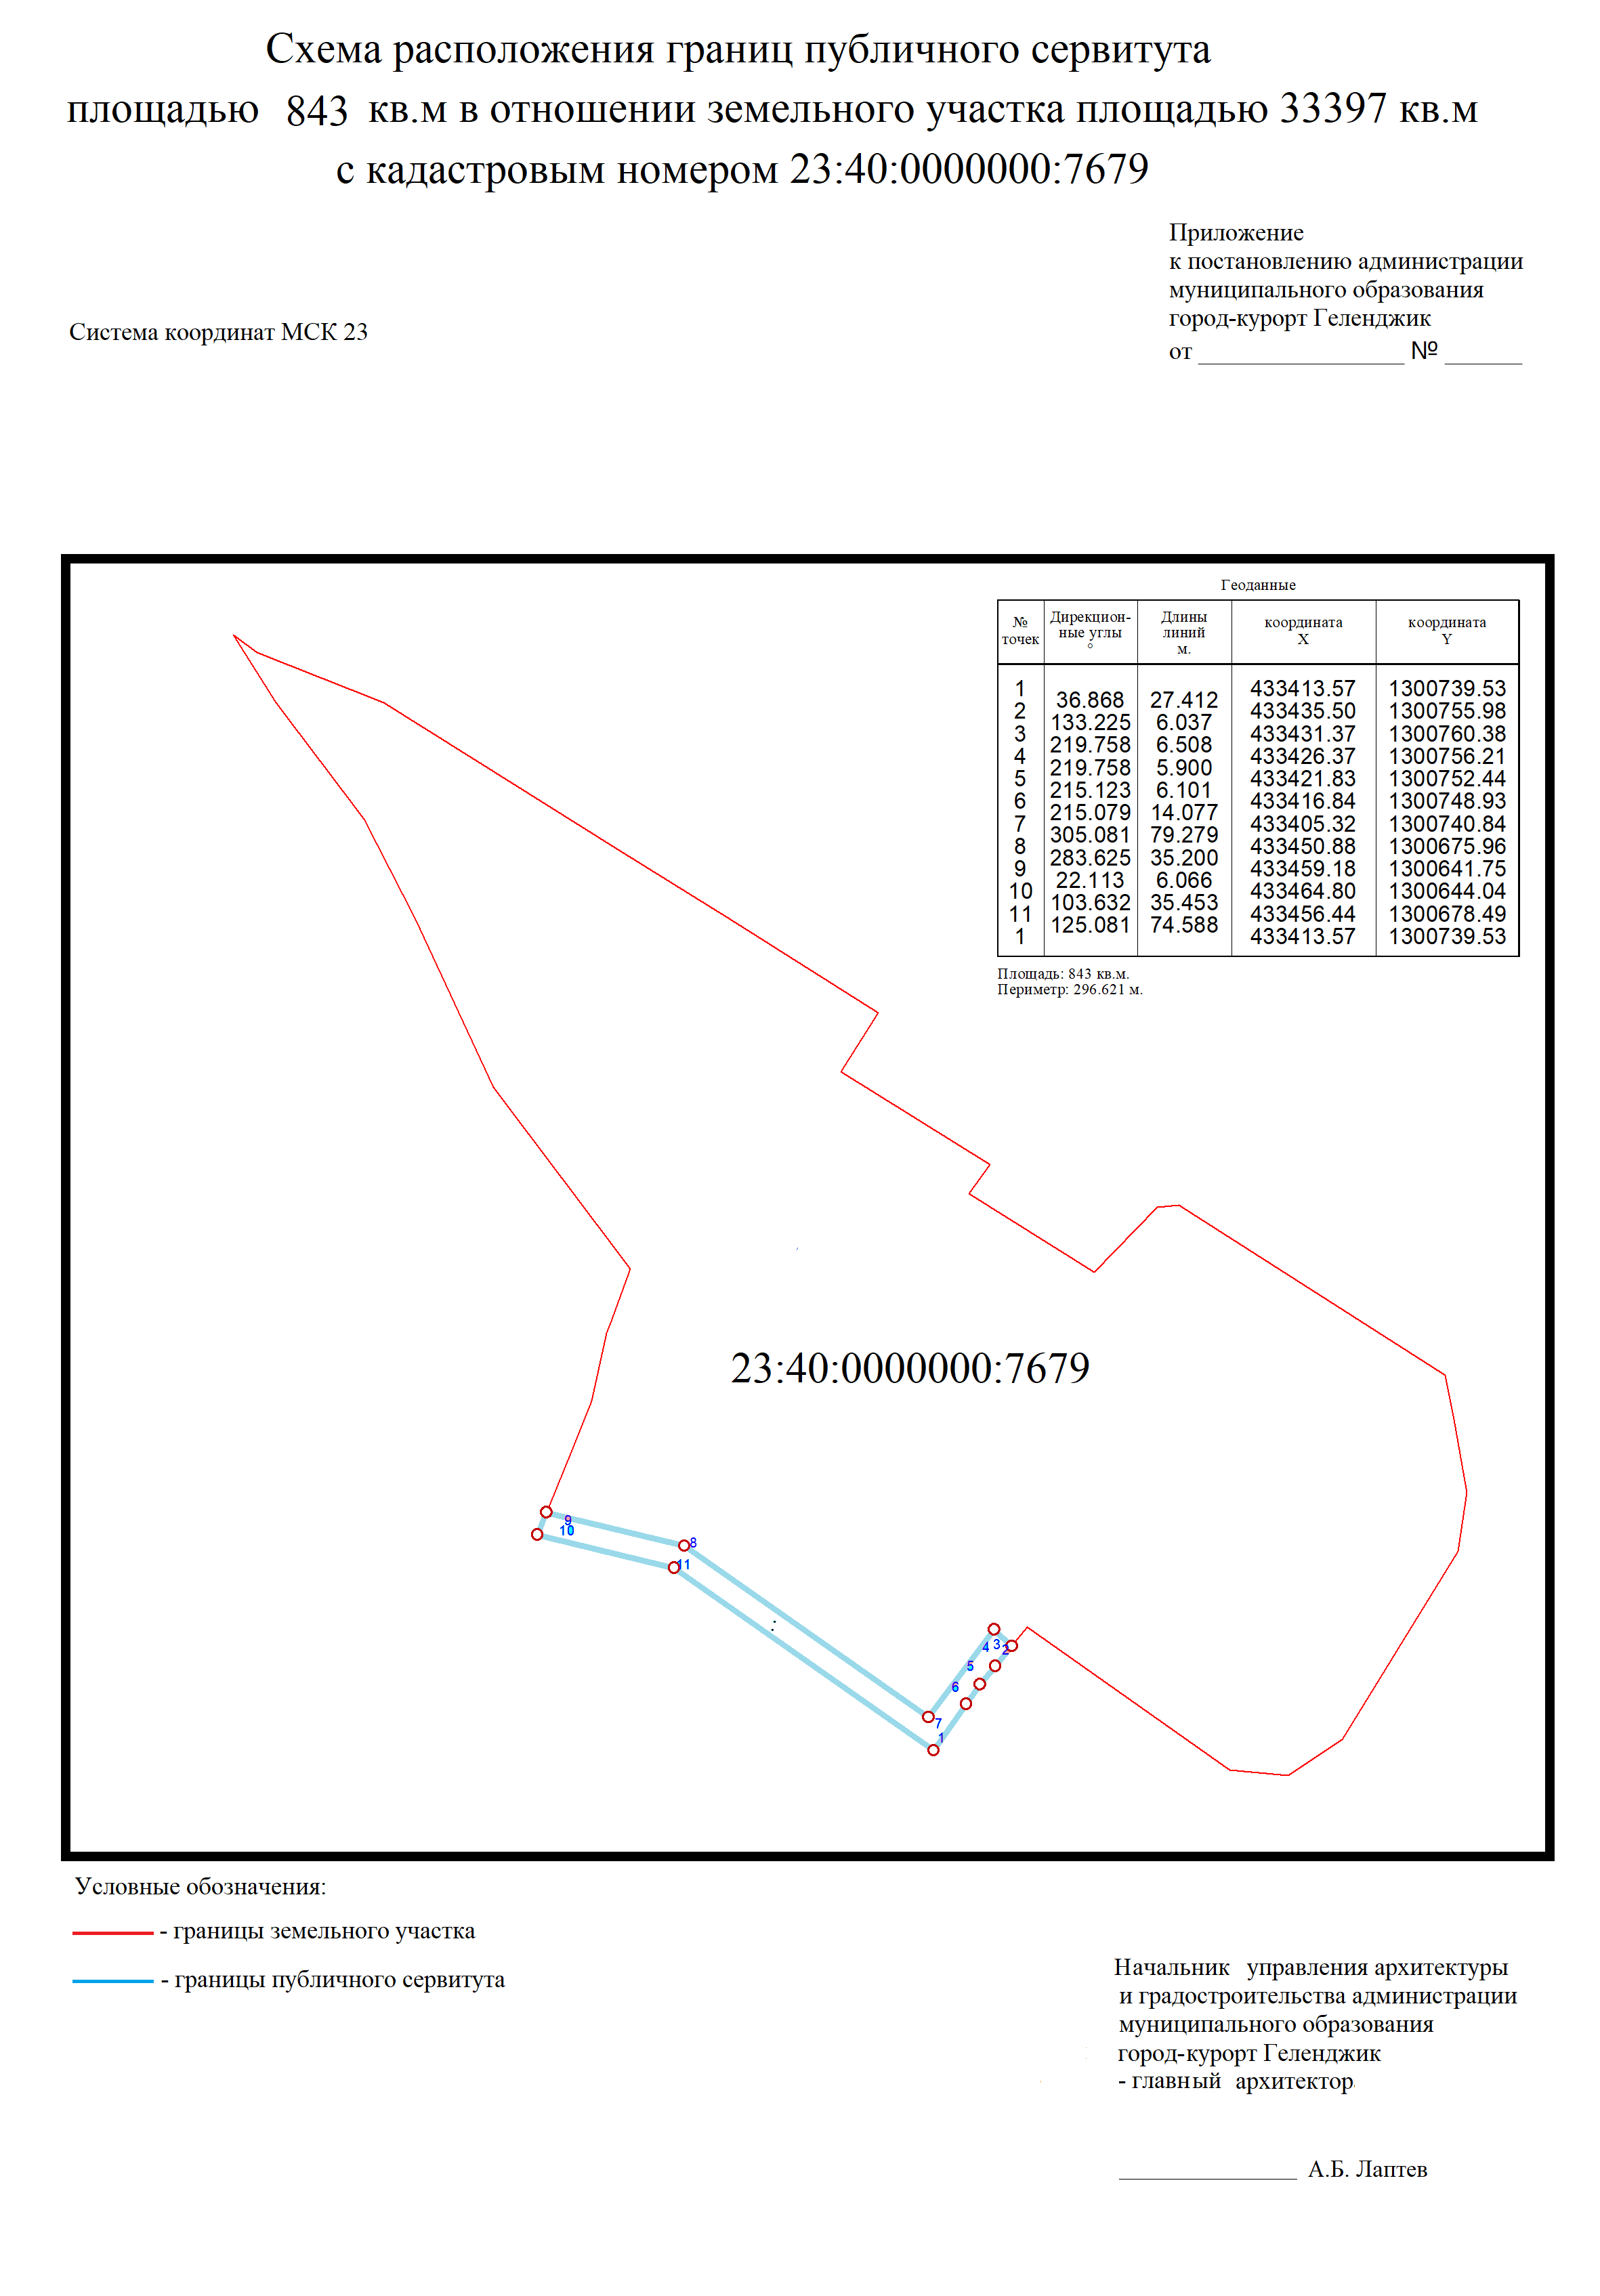 Схема расположения границ публичного сервитута
площадью 843 кв.м в отношении земельного участка площадью 33397 кв.м
с кадастровым номером 23:40:0000000:7679
Приложение
к постановлению администрации
муниципального образования
город-курорт Геленджик
от _________________ № _______
Система координат МСК 23
Геоданные
№ точек Дирекцион-ные углы ° Длины линий м. координата X координата Y
1 433413.57 1300739.53
36.868 27.412
2 433435.50 1300755.98
133.225 6.037
3 433431.37 1300760.38
219.758 6.508
4 433426.37 1300756.21
219.758 5.900
5 433421.83 1300752.44
215.123 6.101
6 433416.84 1300748.93
215.079 14.077
7 433405.32 1300740.84
305.081 79.279
8 433450.88 1300675.96
283.625 35.200
9 433459.18 1300641.75
22.113 6.066
10 433464.80 1300644.04
103.632 35.453
11 433456.44 1300678.49
125.081 74.588
1 433413.57 1300739.53
Площадь: 843 кв.м.
Периметр: 296.621 м.
23:40:0000000:7679
9
10
8
11
4 3
2
5
6
7
1
Условные обозначения:
- границы земельного участка
- границы публичного сервитута
Начальник управления архитектуры
и градостроительства администрации
муниципального образования
город-курорт Геленджик
- главный архитектор
_______________ А.Б. Лаптев